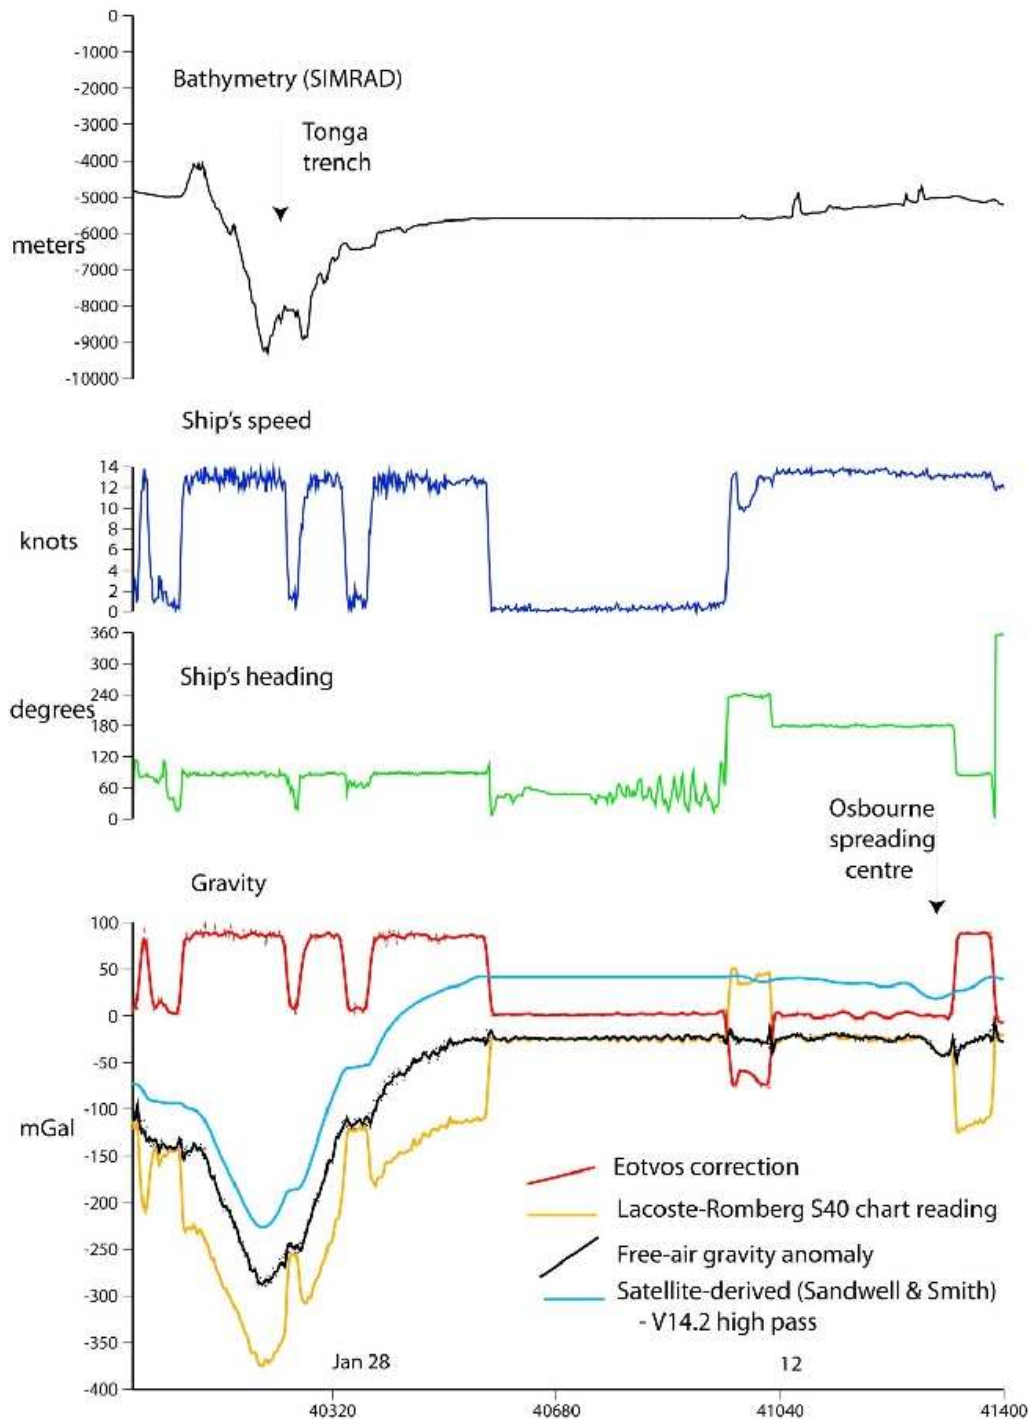 0
-1000
-2000
-3000
-4000
-5000
-6000
-7000
-8000
-9000
-10000
meters
Bathymetry (SIMRAD)
Tonga
trench
Ship's speed
14
12
10
8
6
4
2
0
knots
360
300
240
180
120
60
0
degrees
Ship's heading
Osbourne
spreading
centre
Gravity
100
50
0
-50
-100
-150
-200
-250
-300
-350
-400
mGal
Eotvos correction
Lacoste-Romberg S40 chart reading
Free-air gravity anomaly
Satellite-derived (Sandwell & Smith)
- V14.2 high pass
Jan 28
12
40320
40680
41040
41400